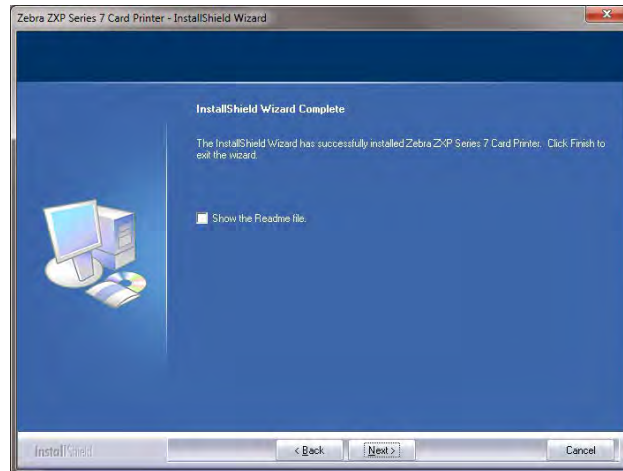 Zebra ZXP Series 7 Card Printer - InstallShield Wizard
InstallShield Wizard Complete
The InstallShield Wizard has successfully installed Zebra ZXP Series 7 Card Printer. Click Finish to
exit the wizard.
Show the Readme file.
InstallShield
< Back
Next >
Cancel